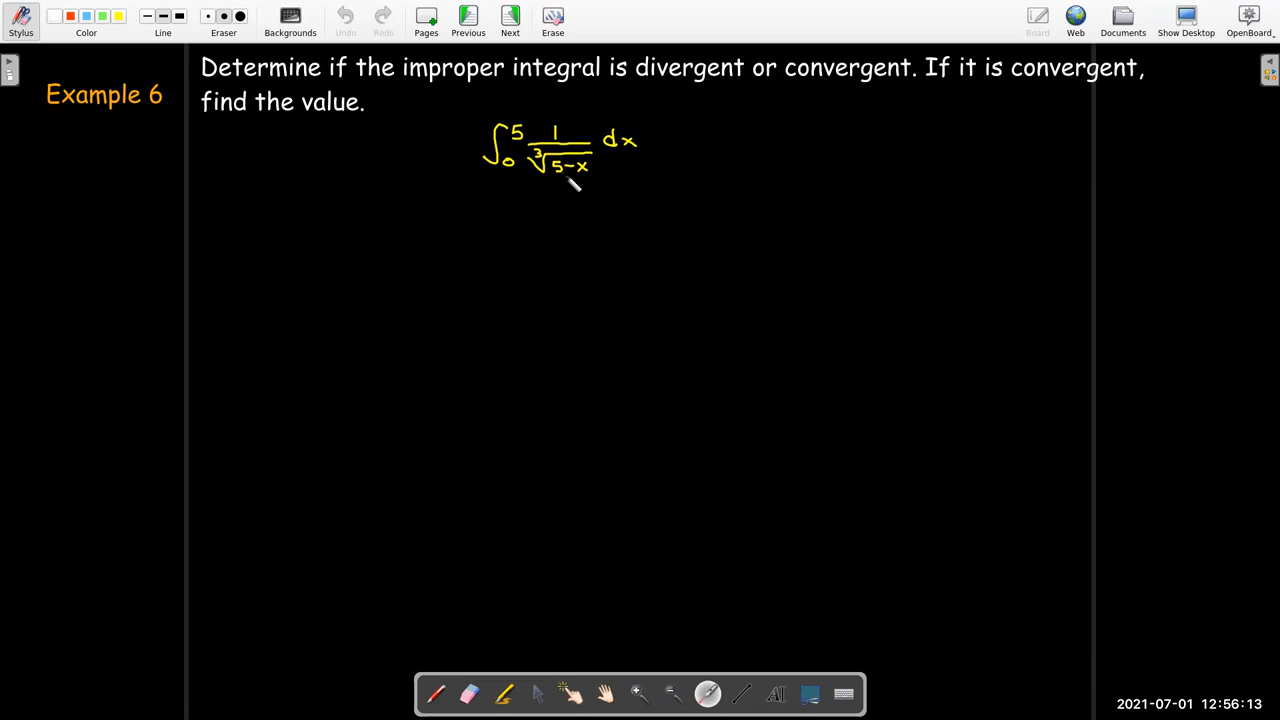 Stylus
Color
Line
Eraser
Backgrounds
Undo
Redo
Pages
Previous
Next
Erase
Board
Web
Documents
Show Desktop
OpenBoard
Determine if the improper integral is divergent or convergent. If it is convergent,
Example 6
find the value.
∫₀⁵ 1/∛(5-x) dx
AI
2021-07-01 12:56:13